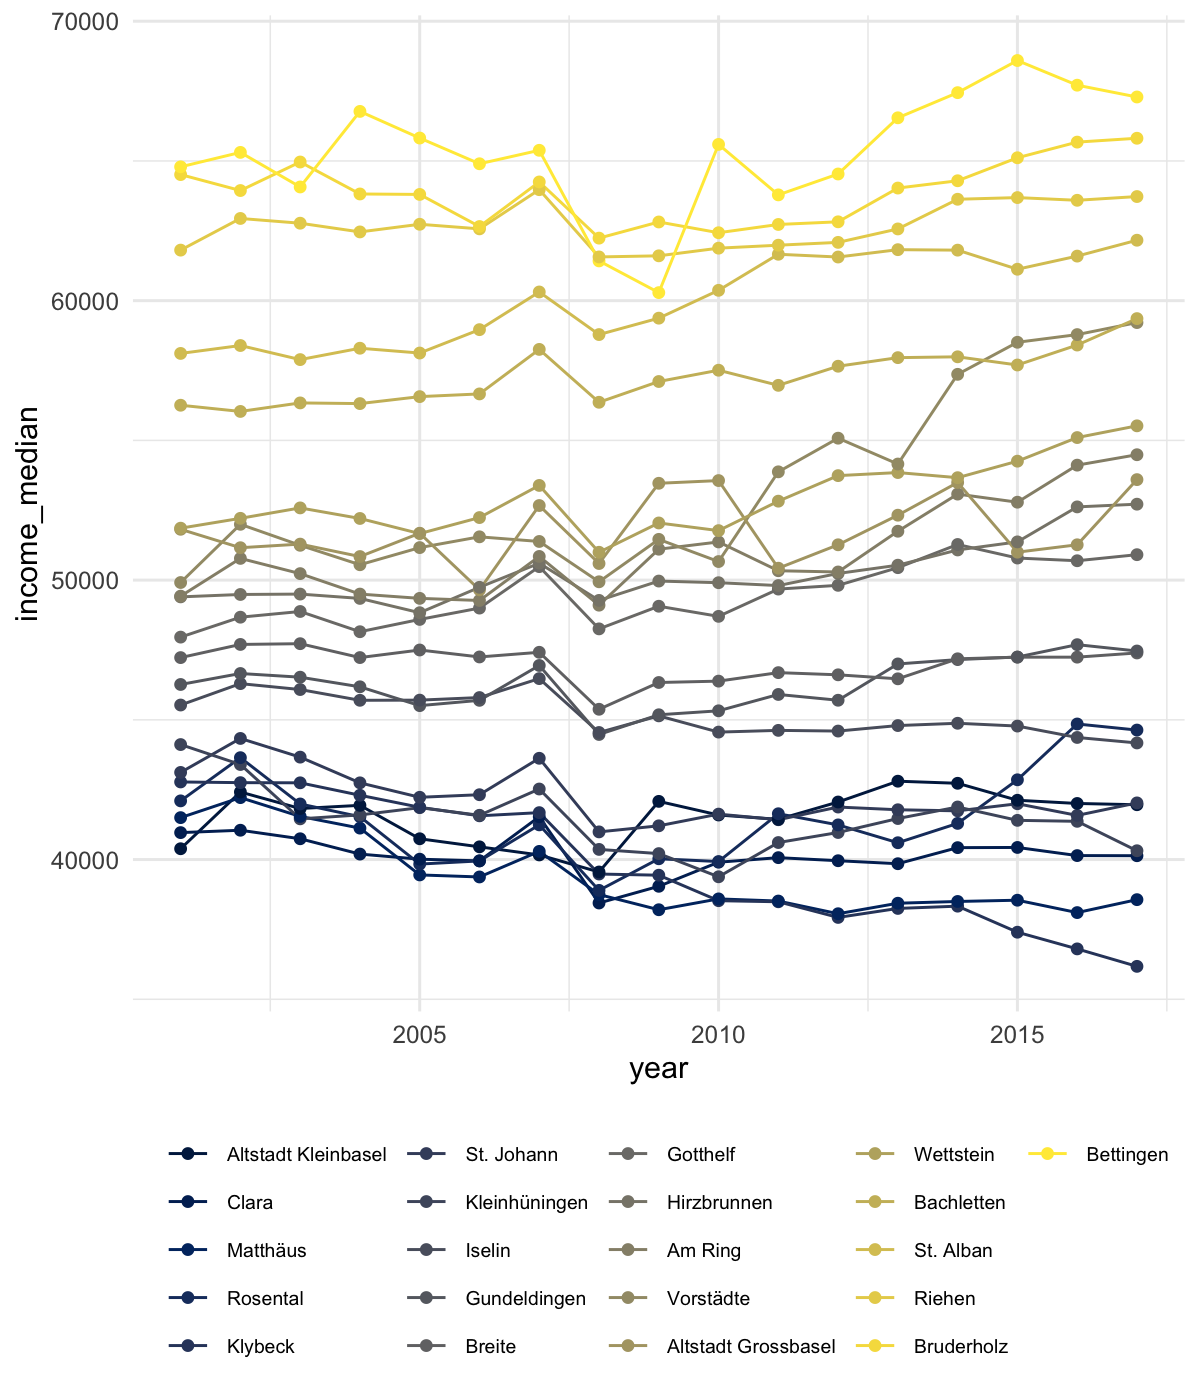 70000
60000
50000
40000
income_median
2005 2010 2015
year
Altstadt Kleinbasel St. Johann Gotthelf Wettstein Bettingen
Clara Kleinhüningen Hirzbrunnen Bachletten
Matthäus Iselin Am Ring St. Alban
Rosental Gundeldingen Vorstädte Riehen
Klybeck Breite Altstadt Grossbasel Bruderholz